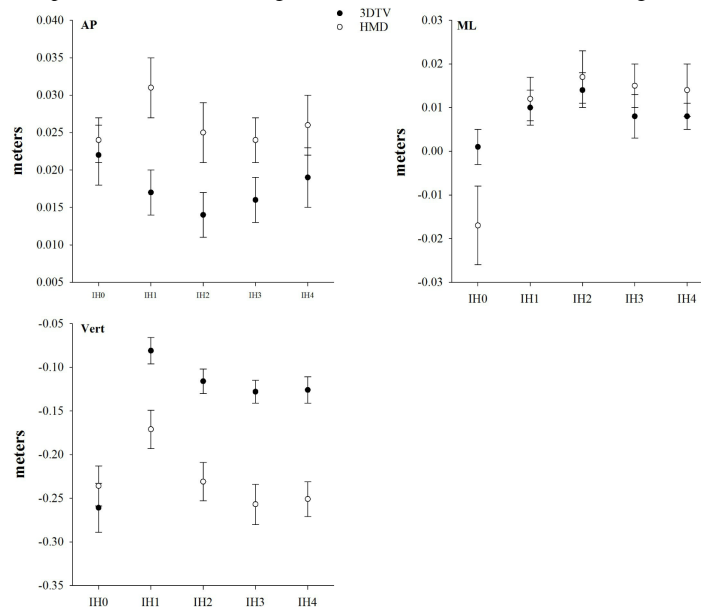 3DTV
HMD
AP
0.040
0.035
0.030
0.025
0.020
0.015
0.010
0.005
meters
IH0 IH1 IH2 IH3 IH4
ML
0.03
0.02
0.01
0.00
-0.01
-0.02
-0.03
meters
IH0 IH1 IH2 IH3 IH4
Vert
-0.05
-0.10
-0.15
-0.20
-0.25
-0.30
-0.35
meters
IH0 IH1 IH2 IH3 IH4